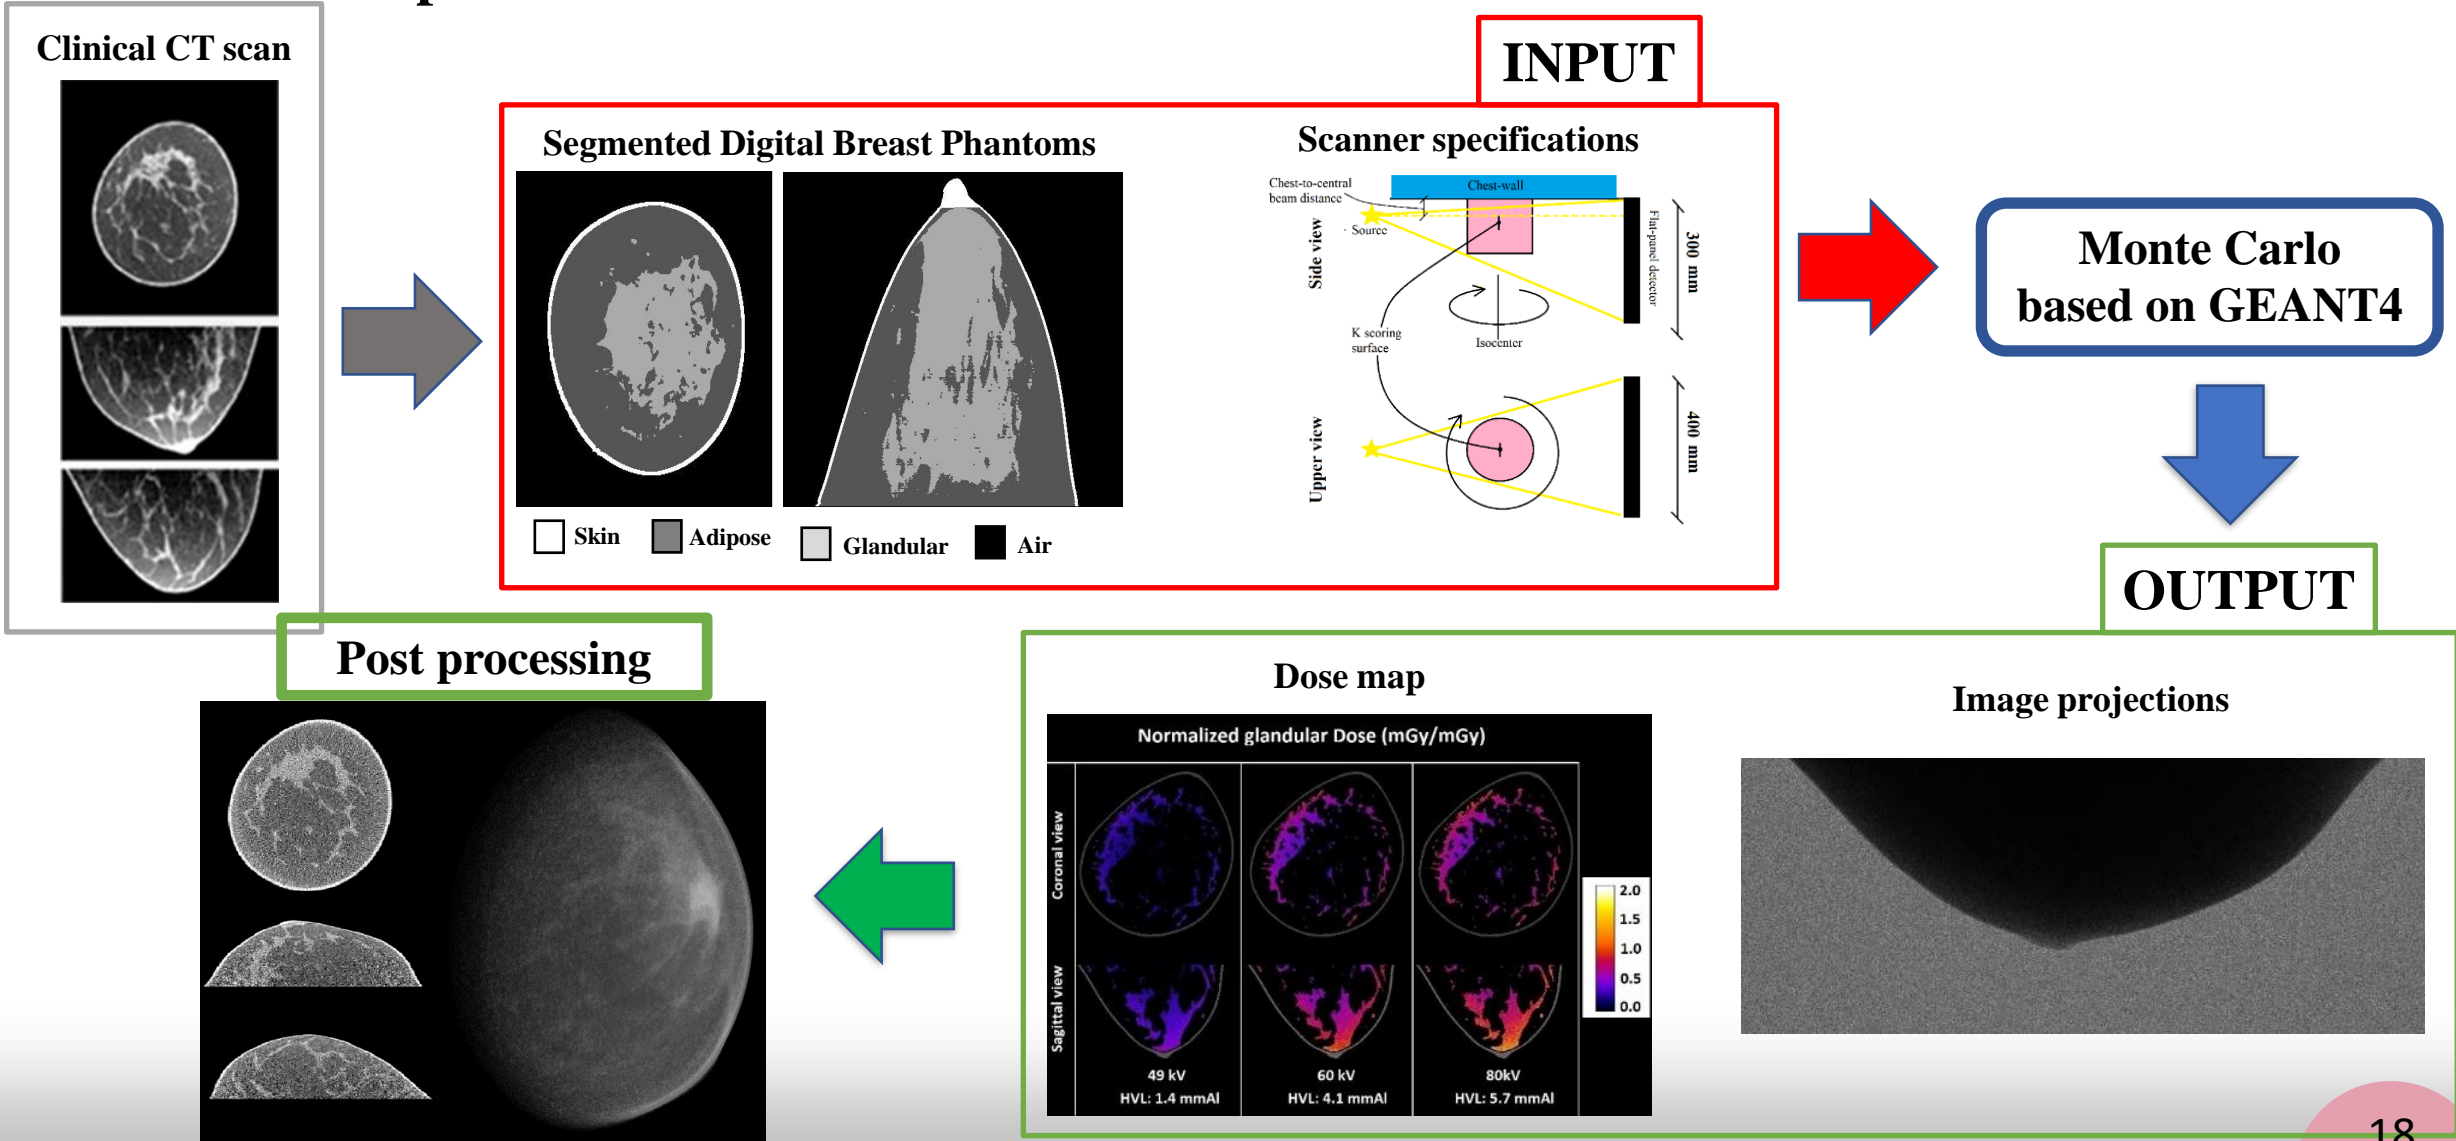 Clinical CT scan
INPUT
Segmented Digital Breast Phantoms
Skin
Adipose
Glandular
Air
Scanner specifications
Chest-to-central
beam distance
Chest-wall
Source
Side view
Flat-panel detector
300 mm
K scoring
surface
Isocenter
Upper view
400 mm
Monte Carlo
based on GEANT4
OUTPUT
Dose map
Normalized glandular Dose (mGy/mGy)
Coronal view
Sagittal view
2.0
1.5
1.0
0.5
0.0
49 kV
HVL: 1.4 mmAl
60 kV
HVL: 4.1 mmAl
80kV
HVL: 5.7 mmAl
Image projections
Post processing
18